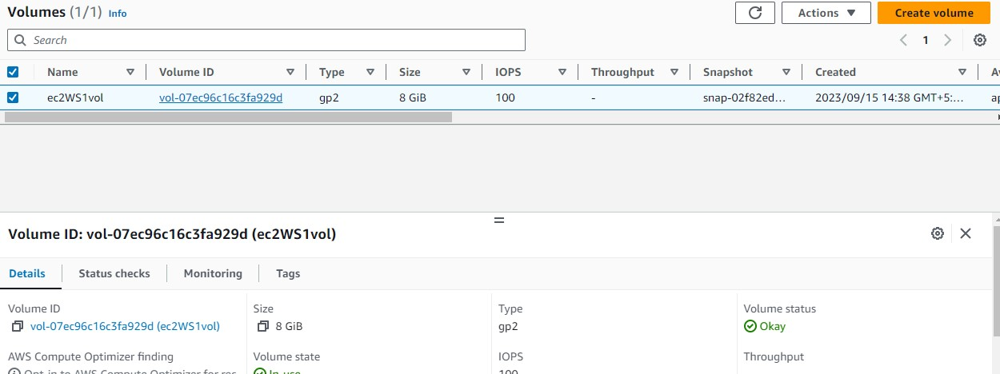 Volumes (1/1) Info
Actions
Create volume
Search
1
Name Volume ID Type Size IOPS Throughput Snapshot Created
ec2WS1vol vol-07ec96c16c3fa929d gp2 8 GiB 100 - snap-02f82ed... 2023/09/15 14:38 GMT+5:...
Volume ID: vol-07ec96c16c3fa929d (ec2WS1vol)
Details Status checks Monitoring Tags
Volume ID Size Type Volume status
vol-07ec96c16c3fa929d (ec2WS1vol) 8 GiB gp2 Okay
AWS Compute Optimizer finding Volume state IOPS Throughput
Opt-in to AWS Compute Optimizer for rec In-use 100